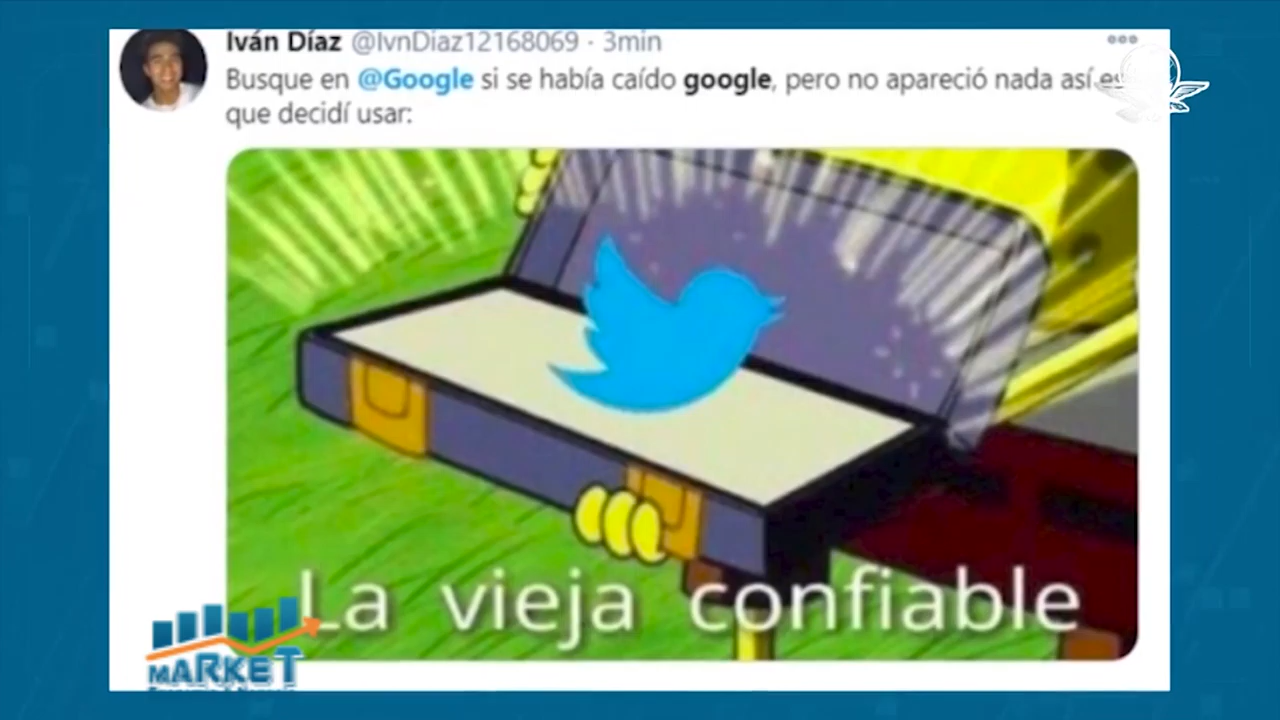 Iván Díaz @IvnDiaz12168069 · 3min
Busque en @Google si se había caído google, pero no apareció nada así es
que decidí usar:
La vieja confiable
MARKET